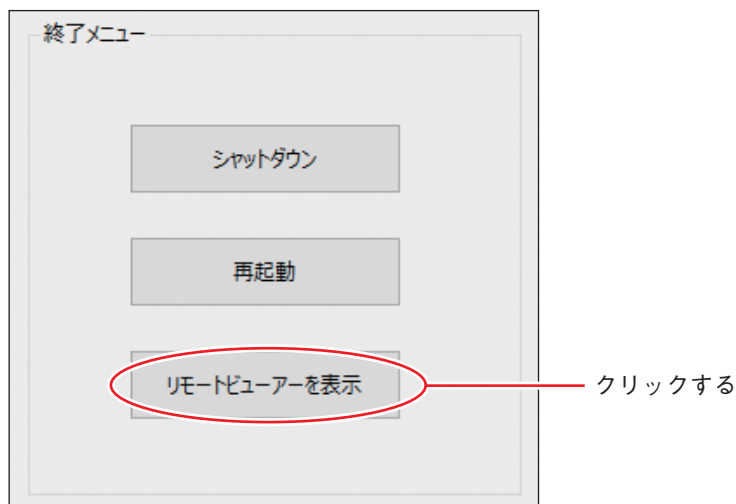 終了メニュー
シャットダウン
再起動
リモートビューアーを表示
クリックする